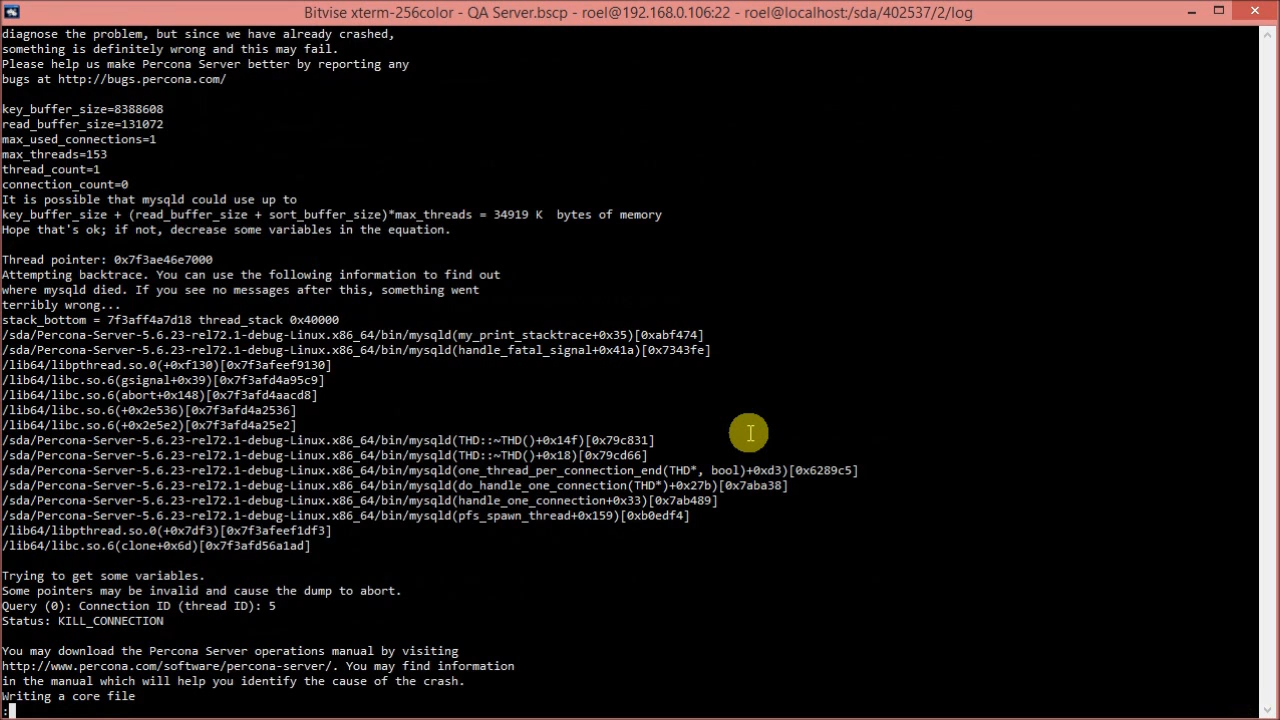 Bitvise xterm-256color - QA Server.bscp - roel@192.168.0.106:22 - roel@localhost:/sda/402537/2/log
diagnose the problem, but since we have already crashed,
something is definitely wrong and this may fail.
Please help us make Percona Server better by reporting any
bugs at http://bugs.percona.com/
key_buffer_size=8388608
read_buffer_size=131072
max_used_connections=1
max_threads=153
thread_count=1
connection_count=0
It is possible that mysqld could use up to
key_buffer_size + (read_buffer_size + sort_buffer_size)*max_threads = 34919 K  bytes of memory
Hope that's ok; if not, decrease some variables in the equation.
Thread pointer: 0x7f3ae46e7000
Attempting backtrace. You can use the following information to find out
where mysqld died. If you see no messages after this, something went
terribly wrong...
stack_bottom = 7f3aff4a7d18 thread_stack 0x40000
/sda/Percona-Server-5.6.23-rel72.1-debug-Linux.x86_64/bin/mysqld(my_print_stacktrace+0x35)[0xabf474]
/sda/Percona-Server-5.6.23-rel72.1-debug-Linux.x86_64/bin/mysqld(handle_fatal_signal+0x41a)[0x7343fe]
/lib64/libpthread.so.0(+0xf130)[0x7f3afeef9130]
/lib64/libc.so.6(gsignal+0x39)[0x7f3afd4a95c9]
/lib64/libc.so.6(abort+0x148)[0x7f3afd4aacd8]
/lib64/libc.so.6(+0x2e536)[0x7f3afd4a2536]
/lib64/libc.so.6(+0x2e5e2)[0x7f3afd4a25e2]
/sda/Percona-Server-5.6.23-rel72.1-debug-Linux.x86_64/bin/mysqld(THD::~THD()+0x14f)[0x79c831]
/sda/Percona-Server-5.6.23-rel72.1-debug-Linux.x86_64/bin/mysqld(THD::~THD()+0x18)[0x79cd66]
/sda/Percona-Server-5.6.23-rel72.1-debug-Linux.x86_64/bin/mysqld(one_thread_per_connection_end(THD*, bool)+0xd3)[0x6289c5]
/sda/Percona-Server-5.6.23-rel72.1-debug-Linux.x86_64/bin/mysqld(do_handle_one_connection(THD*)+0x27b)[0x7aba38]
/sda/Percona-Server-5.6.23-rel72.1-debug-Linux.x86_64/bin/mysqld(handle_one_connection+0x33)[0x7ab489]
/sda/Percona-Server-5.6.23-rel72.1-debug-Linux.x86_64/bin/mysqld(pfs_spawn_thread+0x159)[0xb0edf4]
/lib64/libpthread.so.0(+0x7df3)[0x7f3afeef1df3]
/lib64/libc.so.6(clone+0x6d)[0x7f3afd56a1ad]
Trying to get some variables.
Some pointers may be invalid and cause the dump to abort.
Query (0): Connection ID (thread ID): 5
Status: KILL_CONNECTION
You may download the Percona Server operations manual by visiting
http://www.percona.com/software/percona-server/. You may find information
in the manual which will help you identify the cause of the crash.
Writing a core file
: